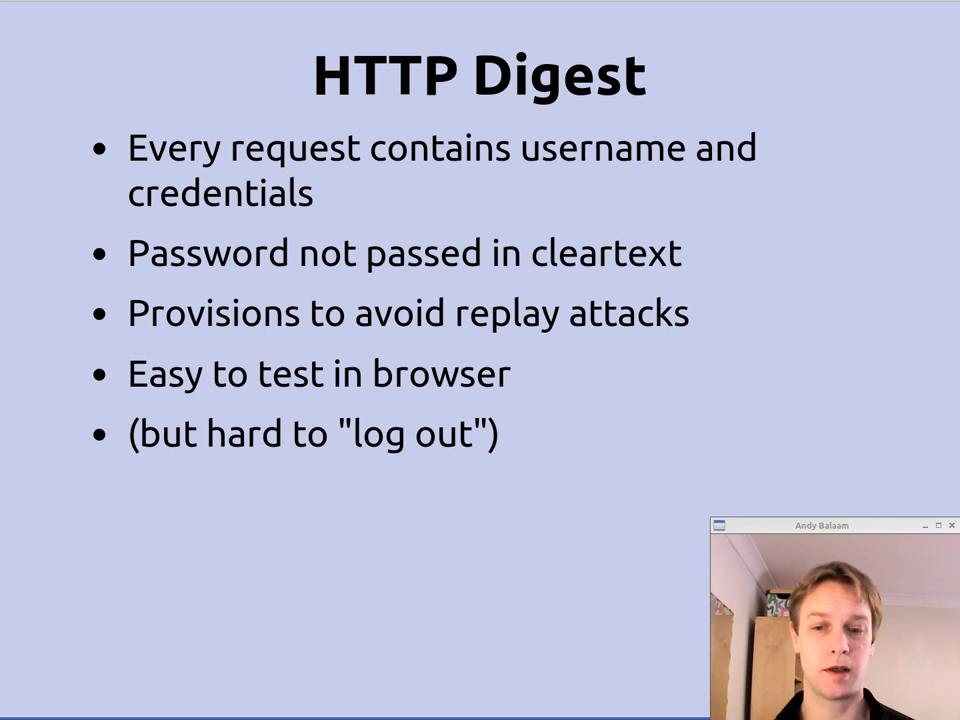 HTTP Digest
• Every request contains username and
credentials
• Password not passed in cleartext
• Provisions to avoid replay attacks
• Easy to test in browser
• (but hard to "log out")
Andy Balaam